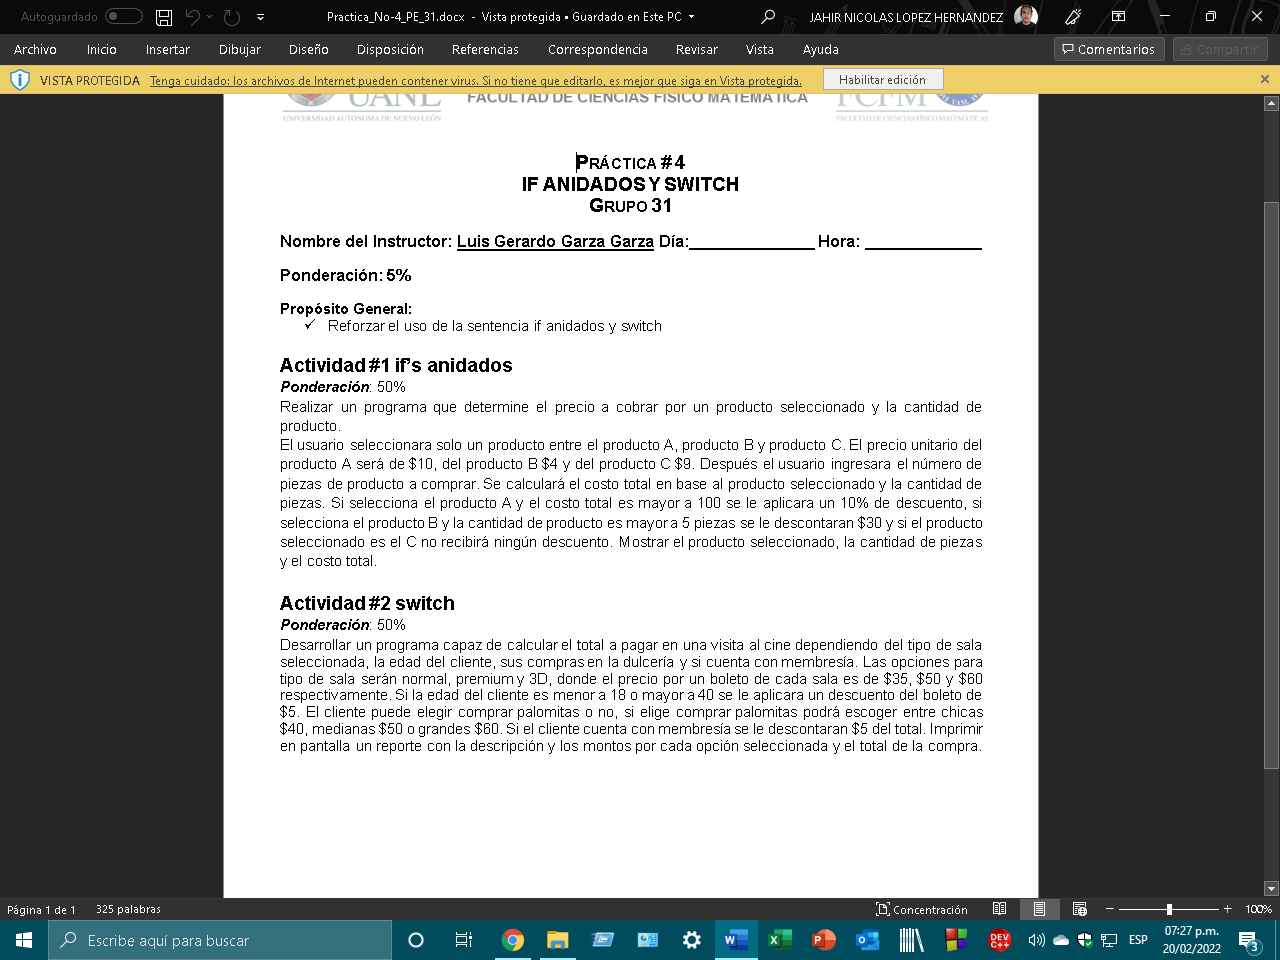 Autoguardado
Practica_No-4_PE_31.docx - Vista protegida • Guardado en Este PC
JAHIR NICOLAS LOPEZ HERNANDEZ
Archivo Inicio Insertar Dibujar Diseño Disposición Referencias Correspondencia Revisar Vista Ayuda
Comentarios Compartir
VISTA PROTEGIDA Tenga cuidado: los archivos de Internet pueden contener virus. Si no tiene que editarlo, es mejor que siga en Vista protegida. Habilitar edición
UANL FACULTAD DE CIENCIAS FÍSICO MATEMÁTICA FCFM
UNIVERSIDAD AUTÓNOMA DE NUEVO LEÓN FACULTAD DE CIENCIAS FÍSICO MATEMÁTICAS
PRÁCTICA # 4
IF ANIDADOS Y SWITCH
GRUPO 31
Nombre del Instructor: Luis Gerardo Garza Garza Día:______________ Hora: _____________
Ponderación: 5%
Propósito General:
✓ Reforzar el uso de la sentencia if anidados y switch
Actividad #1 if’s anidados
Ponderación: 50%
Realizar un programa que determine el precio a cobrar por un producto seleccionado y la cantidad de
producto.
El usuario seleccionara solo un producto entre el producto A, producto B y producto C. El precio unitario del
producto A será de $10, del producto B $4 y del producto C $9. Después el usuario ingresara el número de
piezas de producto a comprar. Se calculará el costo total en base al producto seleccionado y la cantidad de
piezas. Si selecciona el producto A y el costo total es mayor a 100 se le aplicara un 10% de descuento, si
selecciona el producto B y la cantidad de producto es mayor a 5 piezas se le descontaran $30 y si el producto
seleccionado es el C no recibirá ningún descuento. Mostrar el producto seleccionado, la cantidad de piezas
y el costo total.
Actividad #2 switch
Ponderación: 50%
Desarrollar un programa capaz de calcular el total a pagar en una visita al cine dependiendo del tipo de sala
seleccionada, la edad del cliente, sus compras en la dulcería y si cuenta con membresía. Las opciones para
tipo de sala serán normal, premium y 3D, donde el precio por un boleto de cada sala es de $35, $50 y $60
respectivamente. Si la edad del cliente es menor a 18 o mayor a 40 se le aplicara un descuento del boleto de
$5. El cliente puede elegir comprar palomitas o no, si elige comprar palomitas podrá escoger entre chicas
$40, medianas $50 o grandes $60. Si el cliente cuenta con membresía se le descontaran $5 del total. Imprimir
en pantalla un reporte con la descripción y los montos por cada opción seleccionada y el total de la compra.
Página 1 de 1 325 palabras Concentración 100%
Escribe aquí para buscar
DEV C++
ESP
07:27 p.m.
20/02/2022
3